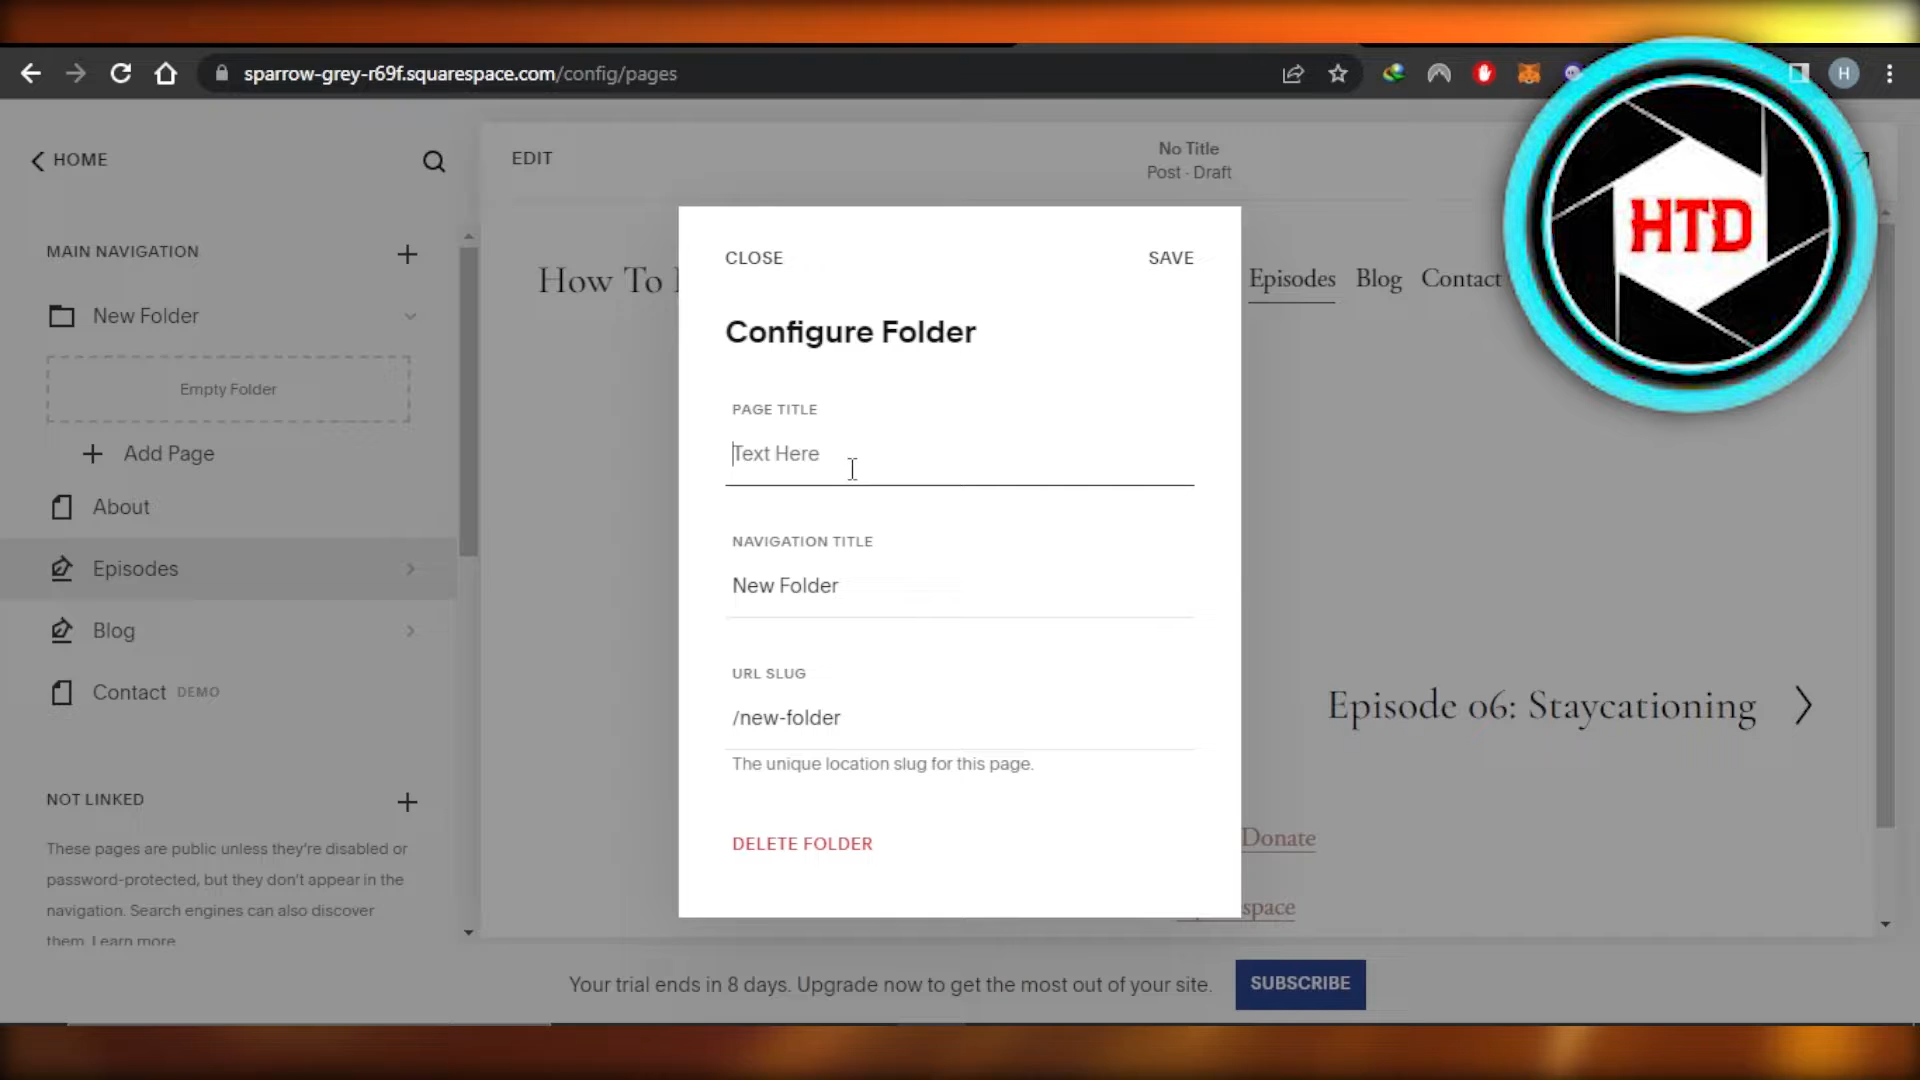 sparrow-grey-r69f.squarespace.com/config/pages
H
HOME
EDIT
No Title
Post · Draft
HTD
MAIN NAVIGATION
New Folder
Empty Folder
Add Page
About
Episodes
Blog
Contact DEMO
NOT LINKED
These pages are public unless they're disabled or
password-protected, but they don't appear in the
navigation. Search engines can also discover
them. Learn more
How To
Episodes Blog Contact
CLOSE
SAVE
Configure Folder
PAGE TITLE
Text Here
NAVIGATION TITLE
New Folder
URL SLUG
/new-folder
The unique location slug for this page.
DELETE FOLDER
Episode 06: Staycationing
Donate
space
Your trial ends in 8 days. Upgrade now to get the most out of your site.
SUBSCRIBE